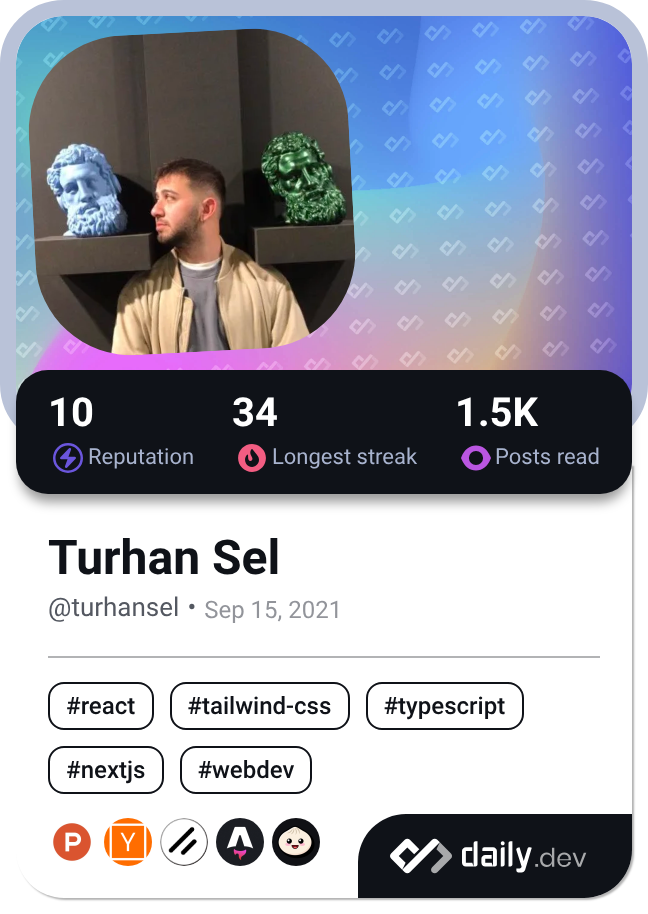 10 34 1.5K
Reputation Longest streak Posts read
Turhan Sel
@turhansel • Sep 15, 2021
#react #tailwind-css #typescript
#nextjs #webdev
P Y A daily.dev